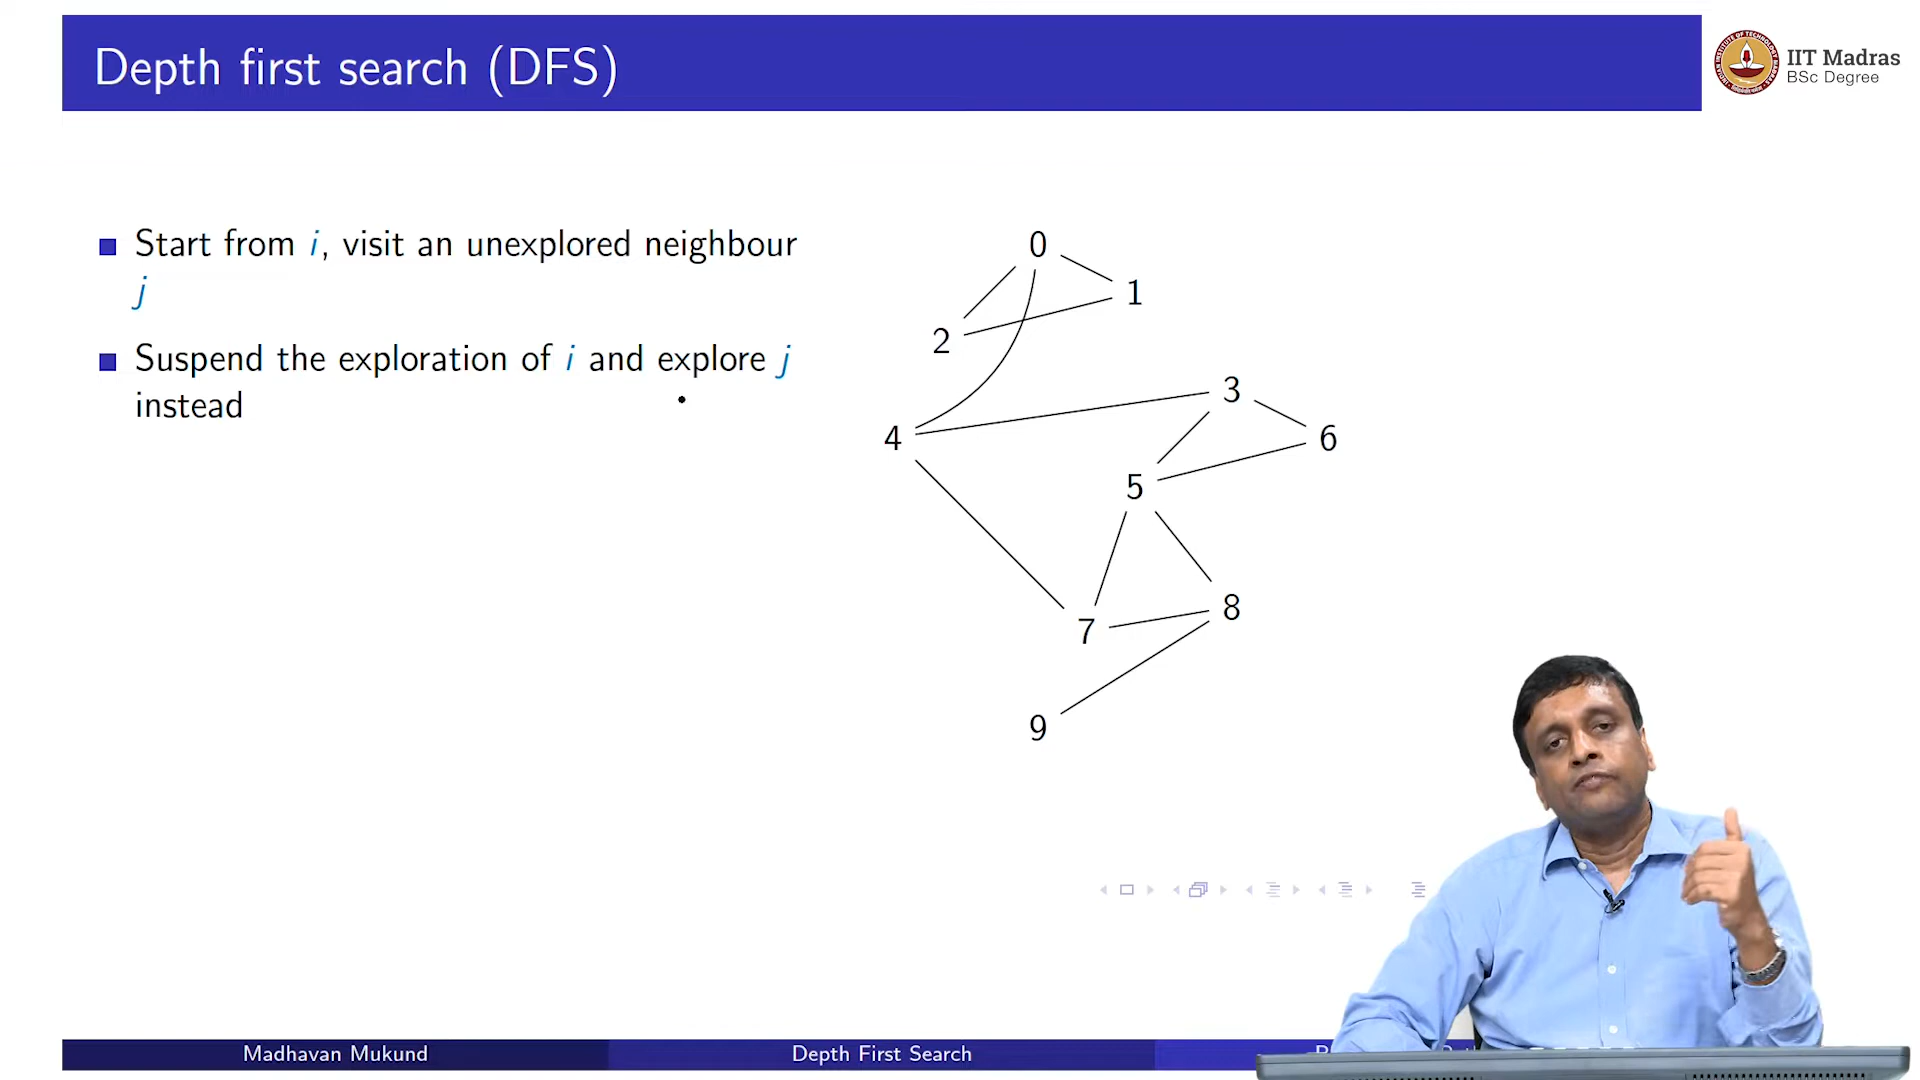 Depth first search (DFS)
IIT Madras
BSc Degree
Start from i, visit an unexplored neighbour
j
Suspend the exploration of i and explore j
instead
0
1
2
3
4
6
5
8
7
9
Madhavan Mukund
Depth First Search